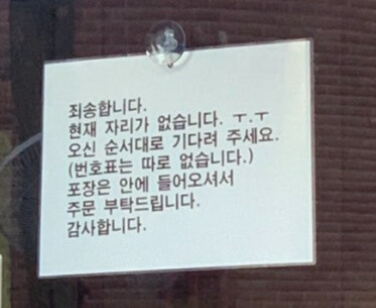 죄송합니다.
현재 자리가 없습니다. ㅜ.ㅜ
오신 순서대로 기다려 주세요.
(번호표는 따로 없습니다.)
포장은 안에 들어오셔서
주문 부탁드립니다.
감사합니다.